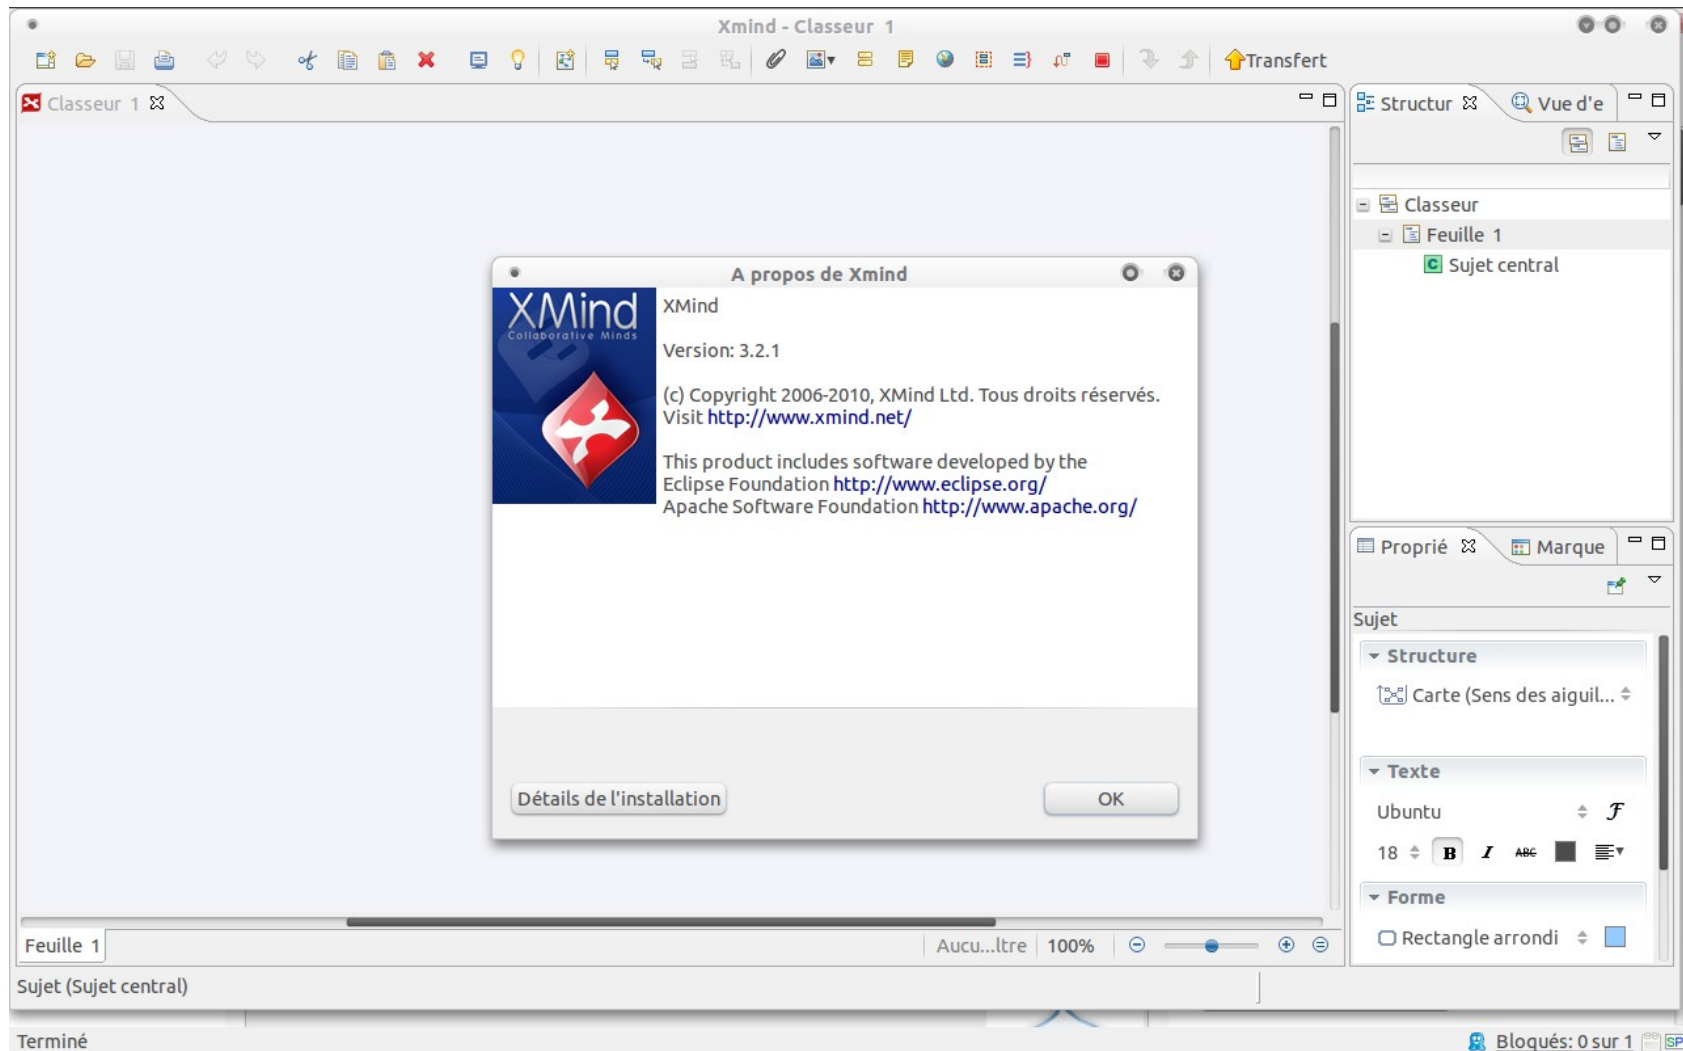 Xmind - Classeur 1
Transfert
Classeur 1
Structur
Vue d'e
Classeur
Feuille 1
C Sujet central
A propos de Xmind
XMind
Collaborative Minds
XMind
Version: 3.2.1
(c) Copyright 2006-2010, XMind Ltd. Tous droits réservés.
Visit http://www.xmind.net/
This product includes software developed by the
Eclipse Foundation http://www.eclipse.org/
Apache Software Foundation http://www.apache.org/
Détails de l'installation
OK
Proprié
Marque
Sujet
Structure
Carte (Sens des aiguil...
Texte
Ubuntu
F
18 B I ABC
Forme
Rectangle arrondi
Feuille 1
Aucu...ltre
100%
Sujet (Sujet central)
Terminé
Bloqués: 0 sur 1
SP